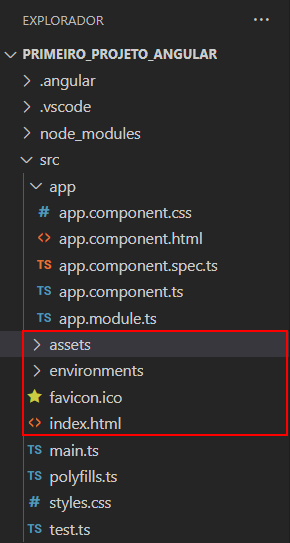 EXPLORADOR ...
PRIMEIRO_PROJETO_ANGULAR
.angular
.vscode
node_modules
src
app
# app.component.css
<> app.component.html
TS app.component.spec.ts
TS app.component.ts
TS app.module.ts
assets
environments
favicon.ico
<> index.html
TS main.ts
TS polyfills.ts
# styles.css
TS test.ts